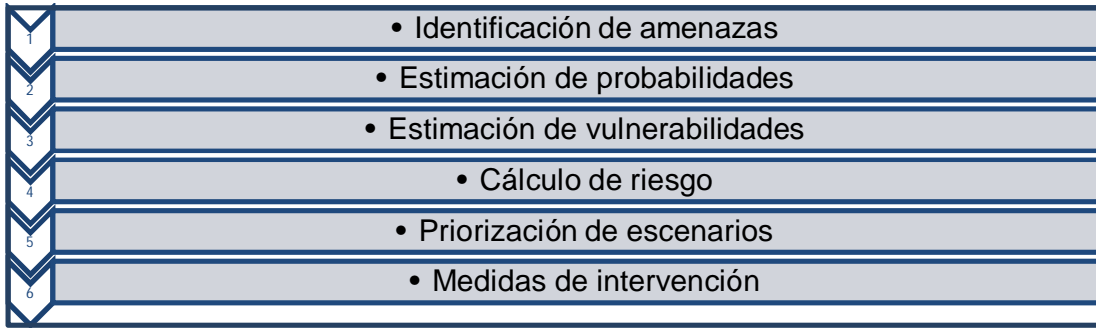 1 • Identificación de amenazas
2 • Estimación de probabilidades
3 • Estimación de vulnerabilidades
4 • Cálculo de riesgo
5 • Priorización de escenarios
6 • Medidas de intervención